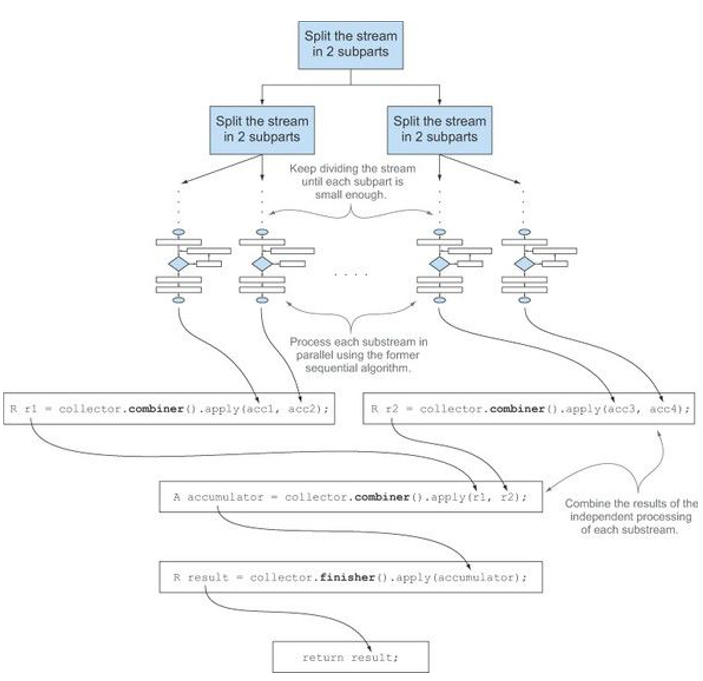 Split the stream
in 2 subparts
Split the stream
in 2 subparts
Split the stream
in 2 subparts
Keep dividing the stream
until each subpart is
small enough.
Process each substream in
parallel using the former
sequential algorithm.
R r1 = collector.combiner().apply(acc1, acc2);
R r2 = collector.combiner().apply(acc3, acc4);
A accumulator = collector.combiner().apply(r1, r2);
Combine the results of the
independent processing
of each substream.
R result = collector.finisher().apply(accumulator);
return result;